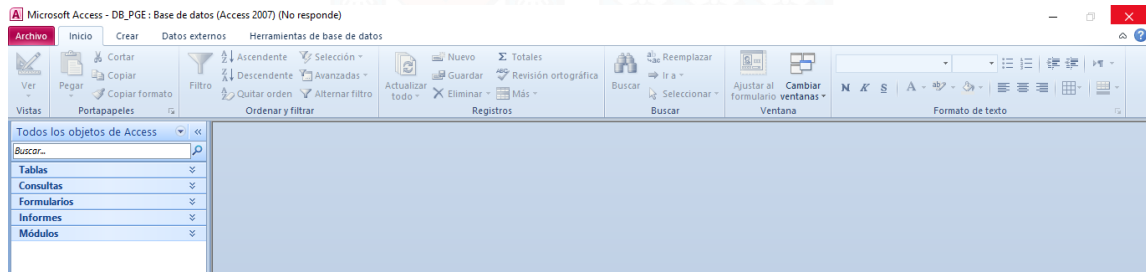 Microsoft Access - DB_PGE : Base de datos (Access 2007) (No responde)
Archivo Inicio Crear Datos externos Herramientas de base de datos
Ver
Pegar
Cortar
Copiar
Copiar formato
Filtro
Ascendente
Descendente
Quitar orden
Selección
Avanzadas
Alternar filtro
Actualizar todo
Nuevo
Guardar
Eliminar
Totales
Revisión ortográfica
Más
Buscar
Reemplazar
Ir a
Seleccionar
Ajustar al formulario
Cambiar ventanas
N K S
Vistas Portapapeles Ordenar y filtrar Registros Buscar Ventana Formato de texto
Todos los objetos de Access
Buscar...
Tablas
Consultas
Formularios
Informes
Módulos